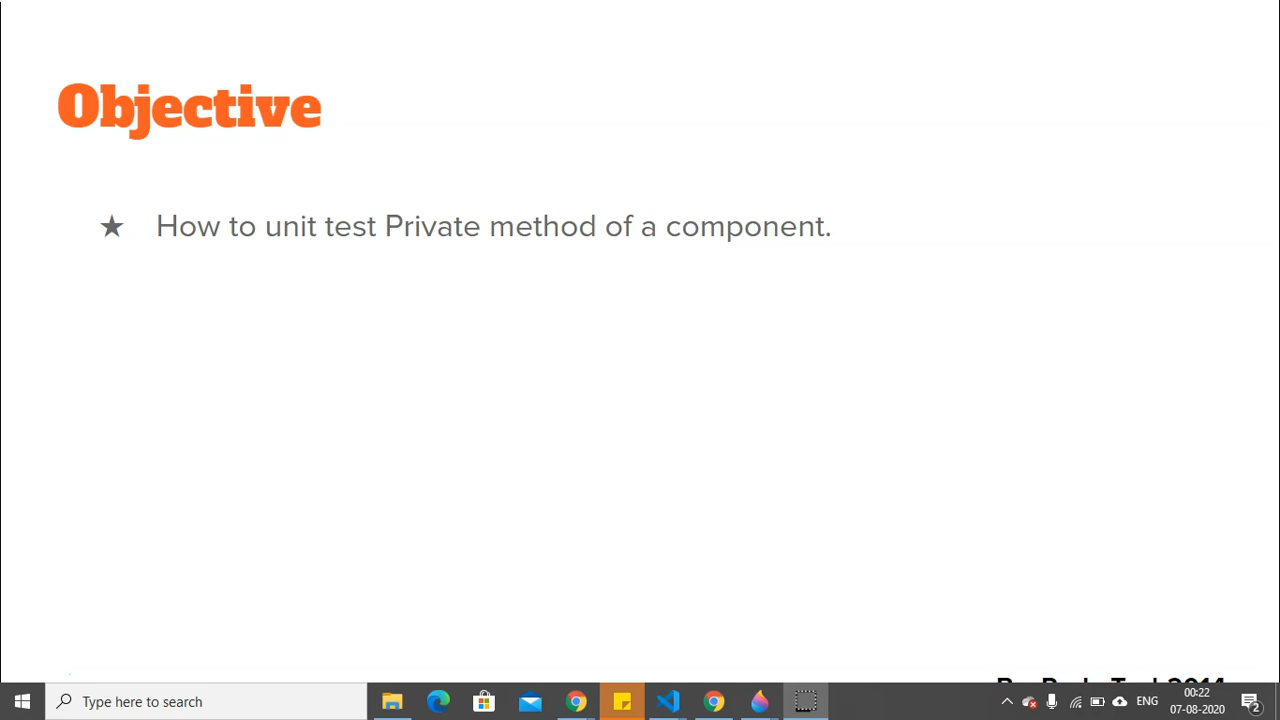 Objective
★ How to unit test Private method of a component.
Type here to search
ENG
00:22
07-08-2020
2